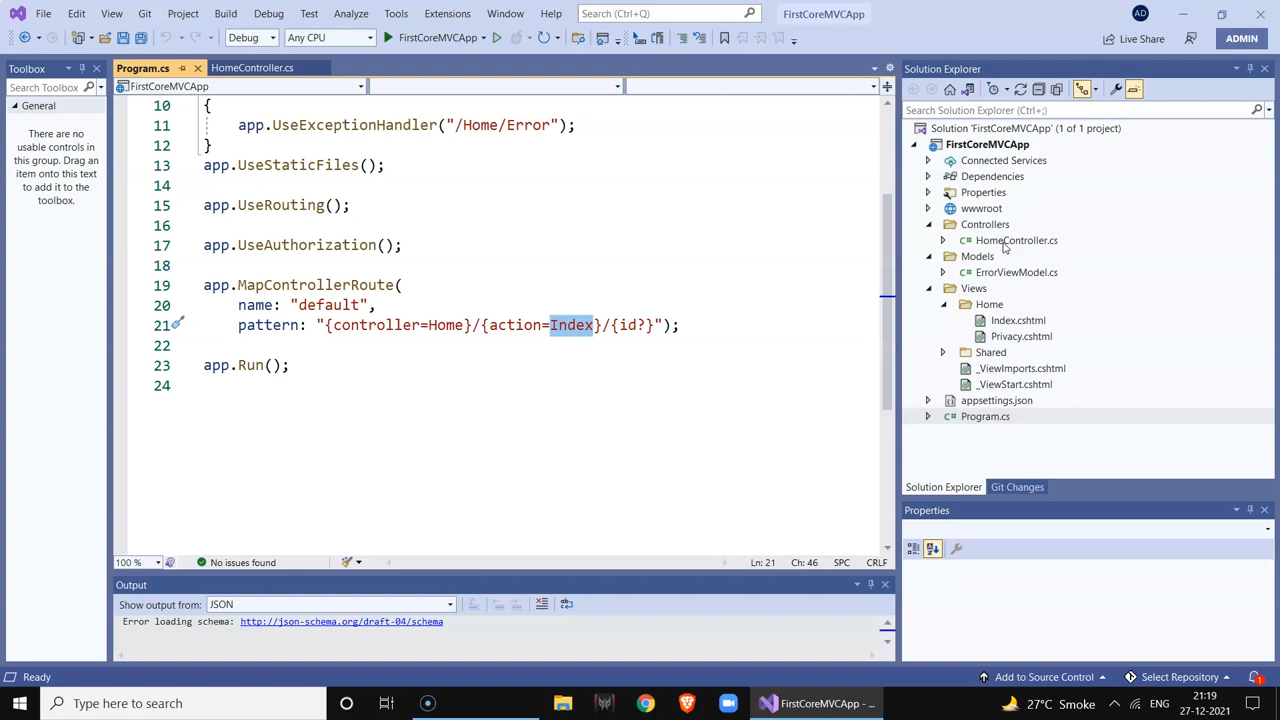 File Edit View Git Project Build Debug Test Analyze Tools Extensions Window Help Search (Ctrl+Q) FirstCoreMVCApp AD
Debug Any CPU FirstCoreMVCApp Live Share ADMIN
Toolbox
Search Toolbox
General
There are no
usable controls in
this group. Drag an
item onto this text
to add it to the
toolbox.
Program.cs HomeController.cs
FirstCoreMVCApp
10 {
11 app.UseExceptionHandler("/Home/Error");
12 }
13 app.UseStaticFiles();
14
15 app.UseRouting();
16
17 app.UseAuthorization();
18
19 app.MapControllerRoute(
20 name: "default",
21 pattern: "{controller=Home}/{action=Index}/{id?}");
22
23 app.Run();
24
100 % No issues found Ln: 21 Ch: 46 SPC CRLF
Output
Show output from: JSON
Error loading schema: http://json-schema.org/draft-04/schema
Solution Explorer
Search Solution Explorer (Ctrl+;)
Solution 'FirstCoreMVCApp' (1 of 1 project)
FirstCoreMVCApp
Connected Services
Dependencies
Properties
wwwroot
Controllers
C# HomeController.cs
Models
C# ErrorViewModel.cs
Views
Home
Index.cshtml
Privacy.cshtml
Shared
_ViewImports.cshtml
_ViewStart.cshtml
appsettings.json
C# Program.cs
Solution Explorer Git Changes
Properties
Ready Add to Source Control Select Repository 1
Type here to search FirstCoreMVCApp - ... 27°C Smoke ENG 21:19
27-12-2021